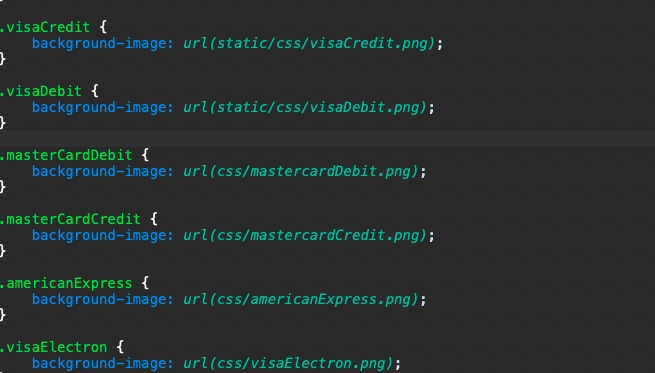 .visaCredit {
    background-image: url(static/css/visaCredit.png);
}
.visaDebit {
    background-image: url(static/css/visaDebit.png);
}
.masterCardDebit {
    background-image: url(css/mastercardDebit.png);
}
.masterCardCredit {
    background-image: url(css/mastercardCredit.png);
}
.americanExpress {
    background-image: url(css/americanExpress.png);
}
.visaElectron {
    background-image: url(css/visaElectron.png);